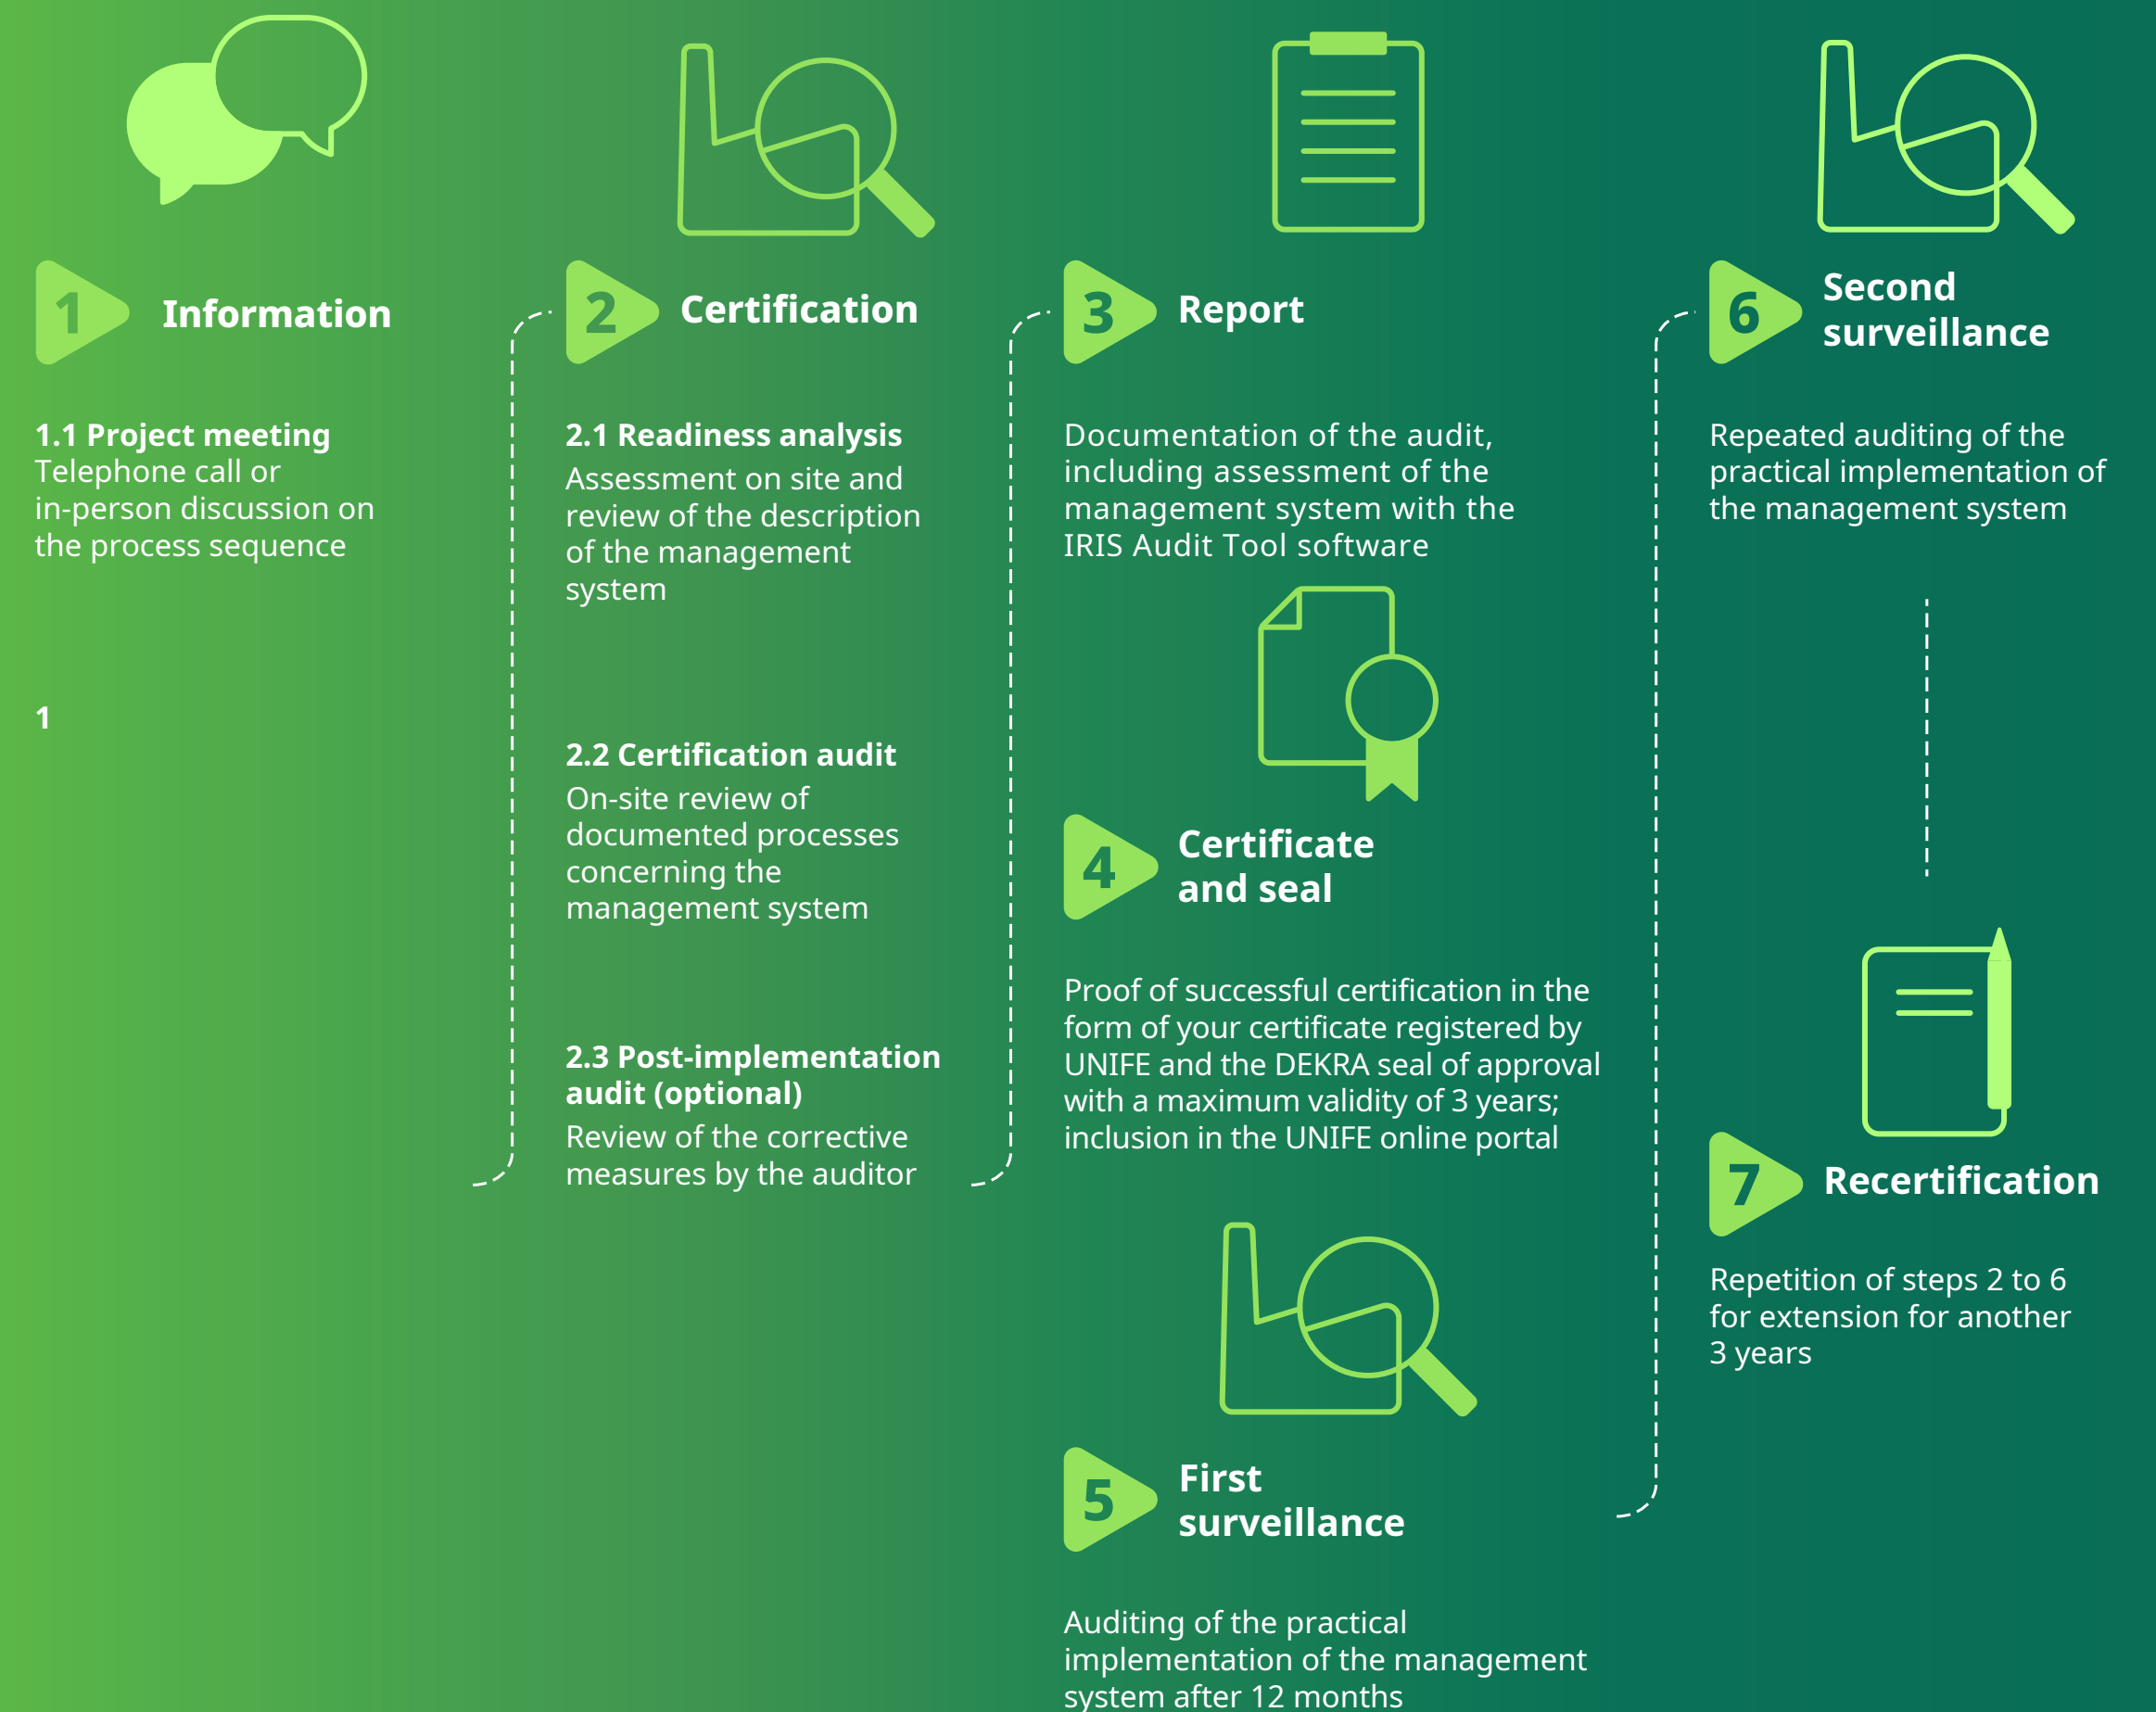 1
Information
1.1 Project meeting
Telephone call or
in-person discussion on
the process sequence
1
2
Certification
2.1 Readiness analysis
Assessment on site and
review of the description
of the management
system
2.2 Certification audit
On-site review of
documented processes
concerning the
management system
2.3 Post-implementation
audit (optional)
Review of the corrective
measures by the auditor
3
Report
Documentation of the audit,
including assessment of the
management system with the
IRIS Audit Tool software
4
Certificate
and seal
Proof of successful certification in the
form of your certificate registered by
UNIFE and the DEKRA seal of approval
with a maximum validity of 3 years;
inclusion in the UNIFE online portal
5
First
surveillance
Auditing of the practical
implementation of the management
system after 12 months
6
Second
surveillance
Repeated auditing of the
practical implementation of
the management system
7
Recertification
Repetition of steps 2 to 6
for extension for another
3 years